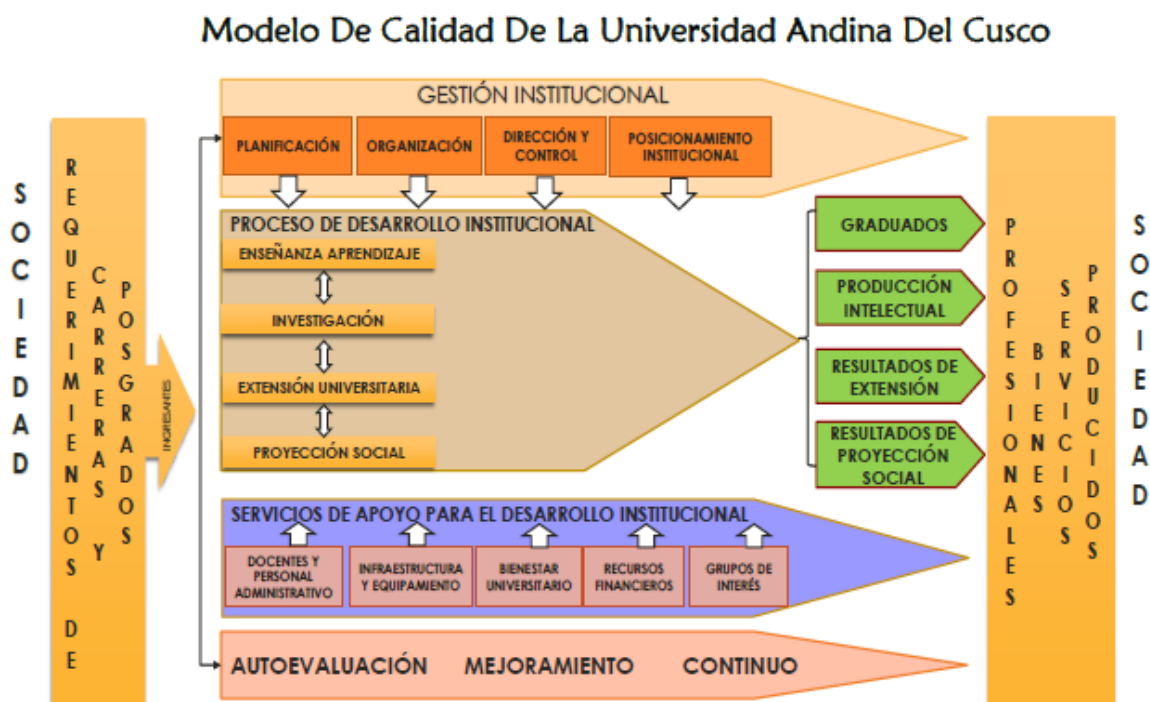 Modelo De Calidad De La Universidad Andina Del Cusco
SOCIEDAD
REQUERIMIENTOS DE
CARRERAS Y
POSGRADOS
INGRESANTES
GESTIÓN INSTITUCIONAL
PLANIFICACIÓN
ORGANIZACIÓN
DIRECCIÓN Y
CONTROL
POSICIONAMIENTO
INSTITUCIONAL
PROCESO DE DESARROLLO INSTITUCIONAL
ENSEÑANZA APRENDIZAJE
INVESTIGACIÓN
EXTENSIÓN UNIVERSITARIA
PROYECCIÓN SOCIAL
GRADUADOS
PRODUCCIÓN
INTELECTUAL
RESULTADOS DE
EXTENSIÓN
RESULTADOS DE
PROYECCIÓN
SOCIAL
SERVICIOS DE APOYO PARA EL DESARROLLO INSTITUCIONAL
DOCENTES Y
PERSONAL
ADMINISTRATIVO
INFRAESTRUCTURA
Y EQUIPAMIENTO
BIENESTAR
UNIVERSITARIO
RECURSOS
FINANCIEROS
GRUPOS DE
INTERÉS
AUTOEVALUACIÓN MEJORAMIENTO CONTINUO
PROFESIONALES
BIENES
SERVICIOS
PRODUCIDOS
SOCIEDAD